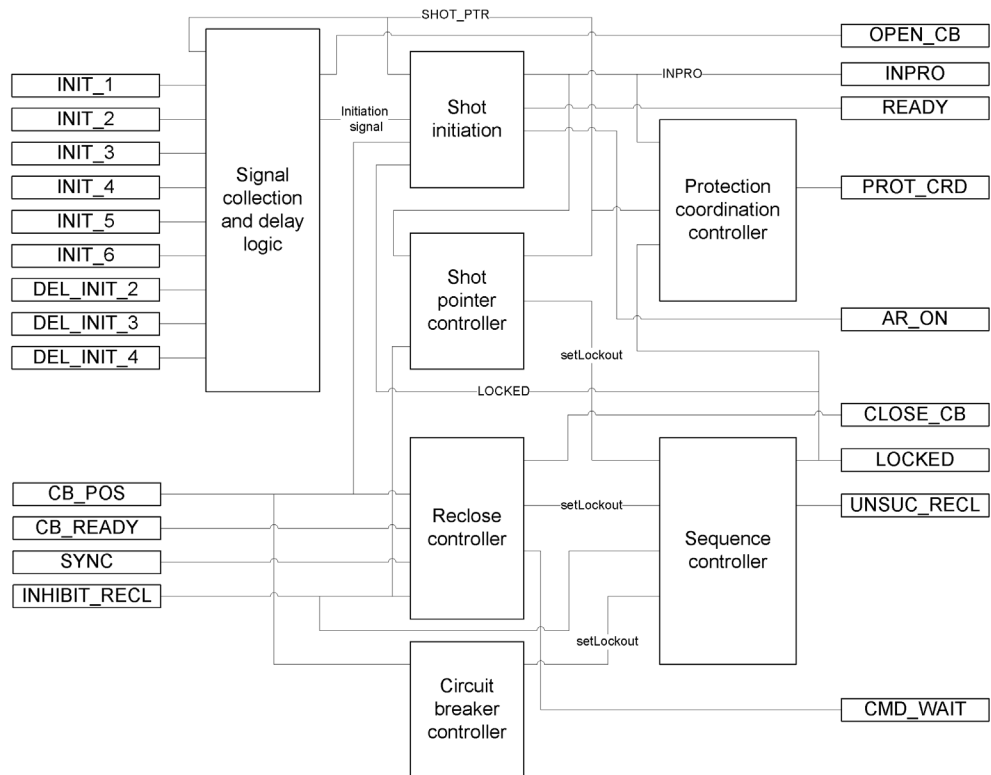 SHOT_PTR
OPEN_CB
INIT_1
INIT_2
INIT_3
INIT_4
INIT_5
INIT_6
DEL_INIT_2
DEL_INIT_3
DEL_INIT_4
Signal
collection
and delay
logic
Initiation
signal
Shot
initiation
INPRO
INPRO
READY
Protection
coordination
controller
PROT_CRD
Shot
pointer
controller
AR_ON
setLockout
LOCKED
CLOSE_CB
LOCKED
UNSUC_RECL
CB_POS
CB_READY
SYNC
INHIBIT_RECL
Reclose
controller
setLockout
Sequence
controller
setLockout
Circuit
breaker
controller
CMD_WAIT